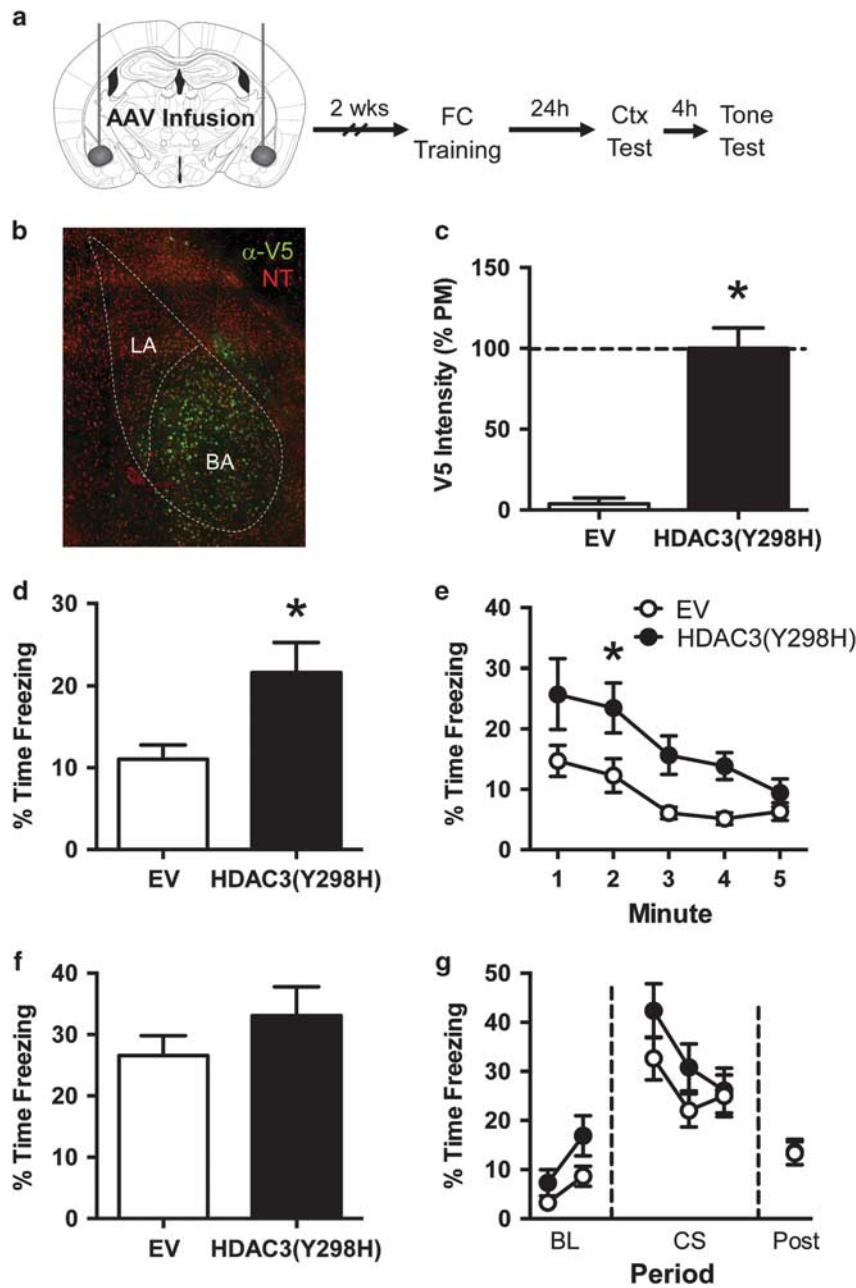 a
AAV Infusion
2 wks
FC
Training
24h
Ctx
Test
4h
Tone
Test
b
α-V5
NT
LA
BA
c
V5 Intensity (% PM)
150
100
50
0
*
EV
HDAC3(Y298H)
d
% Time Freezing
30
20
10
0
*
EV
HDAC3(Y298H)
e
% Time Freezing
40
30
20
10
0
EV
HDAC3(Y298H)
*
1 2 3 4 5
Minute
f
% Time Freezing
40
30
20
10
0
EV
HDAC3(Y298H)
g
% Time Freezing
50
40
30
20
10
0
BL CS Post
Period